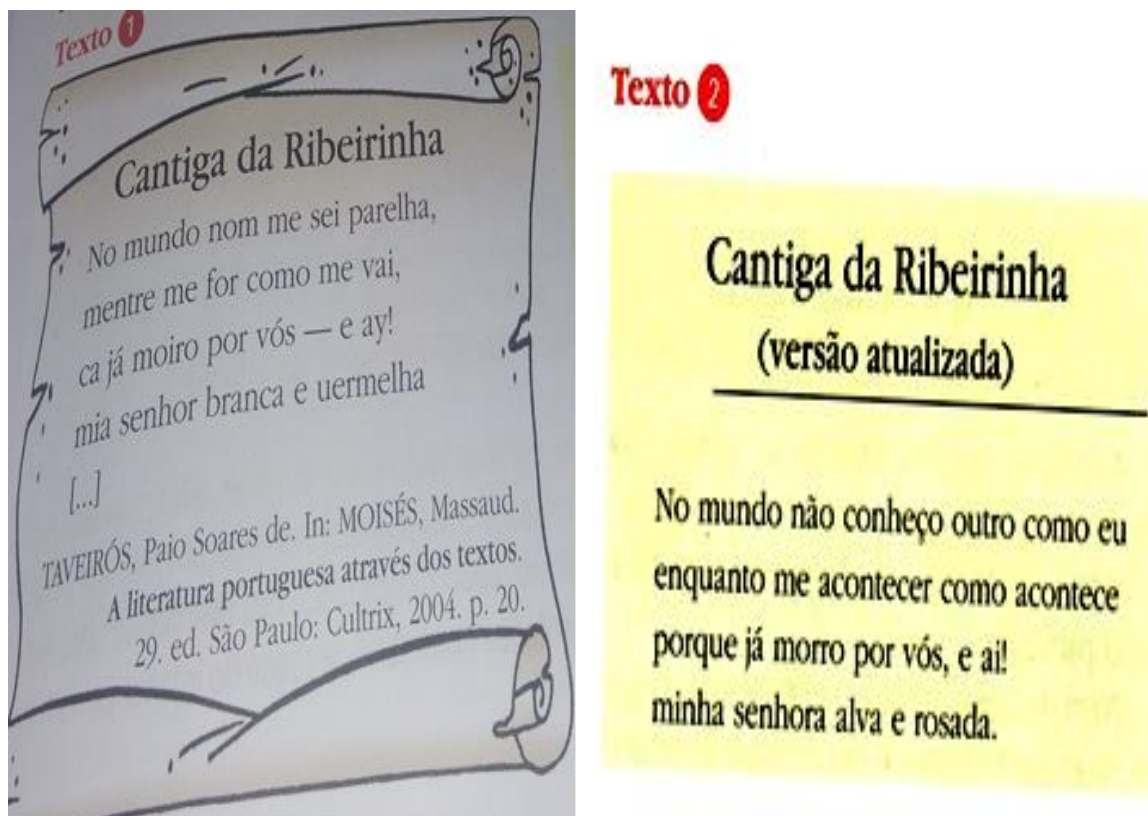 Texto 1
Cantiga da Ribeirinha
No mundo nom me sei parelha,
mentre me for como me vai,
ca já moiro por vós — e ay!
mia senhor branca e uermelha
[...]
TAVEIRÓS, Paio Soares de. In: MOISÉS, Massaud.
A literatura portuguesa através dos textos.
29. ed. São Paulo: Cultrix, 2004. p. 20.
Texto 2
Cantiga da Ribeirinha
(versão atualizada)
No mundo não conheço outro como eu
enquanto me acontecer como acontece
porque já morro por vós, e ai!
minha senhora alva e rosada.